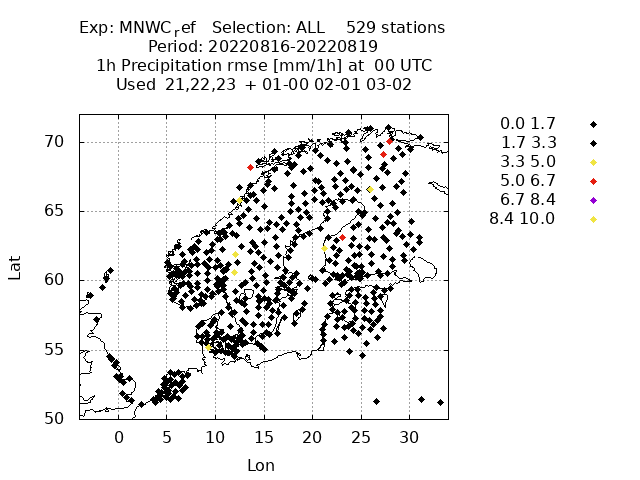 Exp: MNWCref   Selection: ALL    529 stations
Period: 20220816-20220819
1h Precipitation rmse [mm/1h] at  00 UTC
Used  21,22,23  + 01-00 02-01 03-02
0.0 1.7
1.7 3.3
3.3 5.0
5.0 6.7
6.7 8.4
8.4 10.0
70
65
60
55
50
Lat
0 5 10 15 20 25 30
Lon